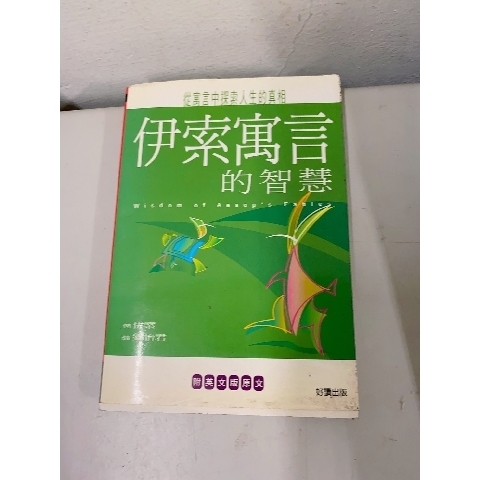 從寓言中探索人生的真相
伊索寓言
的智慧
Wisdom of Aesop's Fables
附英文版原文
好讀出版